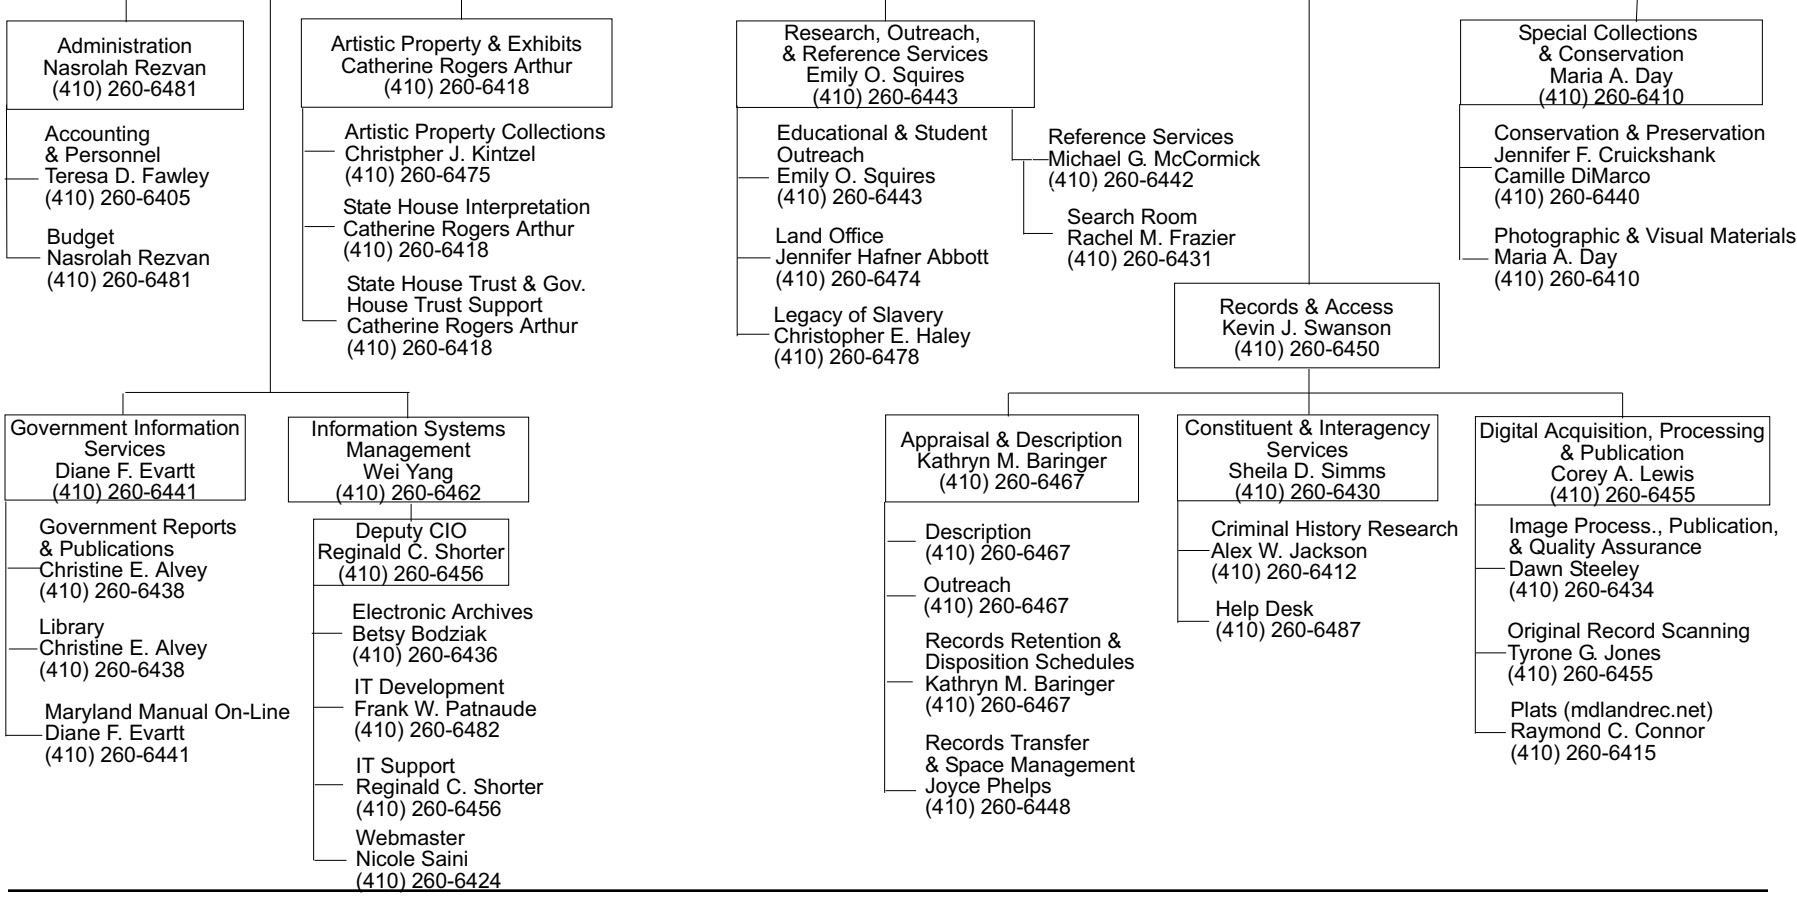 Administration
Nasrolah Rezvan
(410) 260-6481
Accounting
& Personnel
Teresa D. Fawley
(410) 260-6405
Budget
Nasrolah Rezvan
(410) 260-6481
Artistic Property & Exhibits
Catherine Rogers Arthur
(410) 260-6418
Artistic Property Collections
Christpher J. Kintzel
(410) 260-6475
State House Interpretation
Catherine Rogers Arthur
(410) 260-6418
State House Trust & Gov.
House Trust Support
Catherine Rogers Arthur
(410) 260-6418
Research, Outreach,
& Reference Services
Emily O. Squires
(410) 260-6443
Educational & Student
Outreach
Emily O. Squires
(410) 260-6443
Land Office
Jennifer Hafner Abbott
(410) 260-6474
Legacy of Slavery
Christopher E. Haley
(410) 260-6478
Reference Services
Michael G. McCormick
(410) 260-6442
Search Room
Rachel M. Frazier
(410) 260-6431
Special Collections
& Conservation
Maria A. Day
(410) 260-6410
Conservation & Preservation
Jennifer F. Cruickshank
Camille DiMarco
(410) 260-6440
Photographic & Visual Materials
Maria A. Day
(410) 260-6410
Records & Access
Kevin J. Swanson
(410) 260-6450
Government Information
Services
Diane F. Evartt
(410) 260-6441
Government Reports
& Publications
Christine E. Alvey
(410) 260-6438
Library
Christine E. Alvey
(410) 260-6438
Maryland Manual On-Line
Diane F. Evartt
(410) 260-6441
Information Systems
Management
Wei Yang
(410) 260-6462
Deputy CIO
Reginald C. Shorter
(410) 260-6456
Electronic Archives
Betsy Bodziak
(410) 260-6436
IT Development
Frank W. Patnaude
(410) 260-6482
IT Support
Reginald C. Shorter
(410) 260-6456
Webmaster
Nicole Saini
(410) 260-6424
Appraisal & Description
Kathryn M. Baringer
(410) 260-6467
Description
(410) 260-6467
Outreach
(410) 260-6467
Records Retention &
Disposition Schedules
Kathryn M. Baringer
(410) 260-6467
Records Transfer
& Space Management
Joyce Phelps
(410) 260-6448
Constituent & Interagency
Services
Sheila D. Simms
(410) 260-6430
Criminal History Research
Alex W. Jackson
(410) 260-6412
Help Desk
(410) 260-6487
Digital Acquisition, Processing
& Publication
Corey A. Lewis
(410) 260-6455
Image Process., Publication,
& Quality Assurance
Dawn Steeley
(410) 260-6434
Original Record Scanning
Tyrone G. Jones
(410) 260-6455
Plats (mdlandrec.net)
Raymond C. Connor
(410) 260-6415